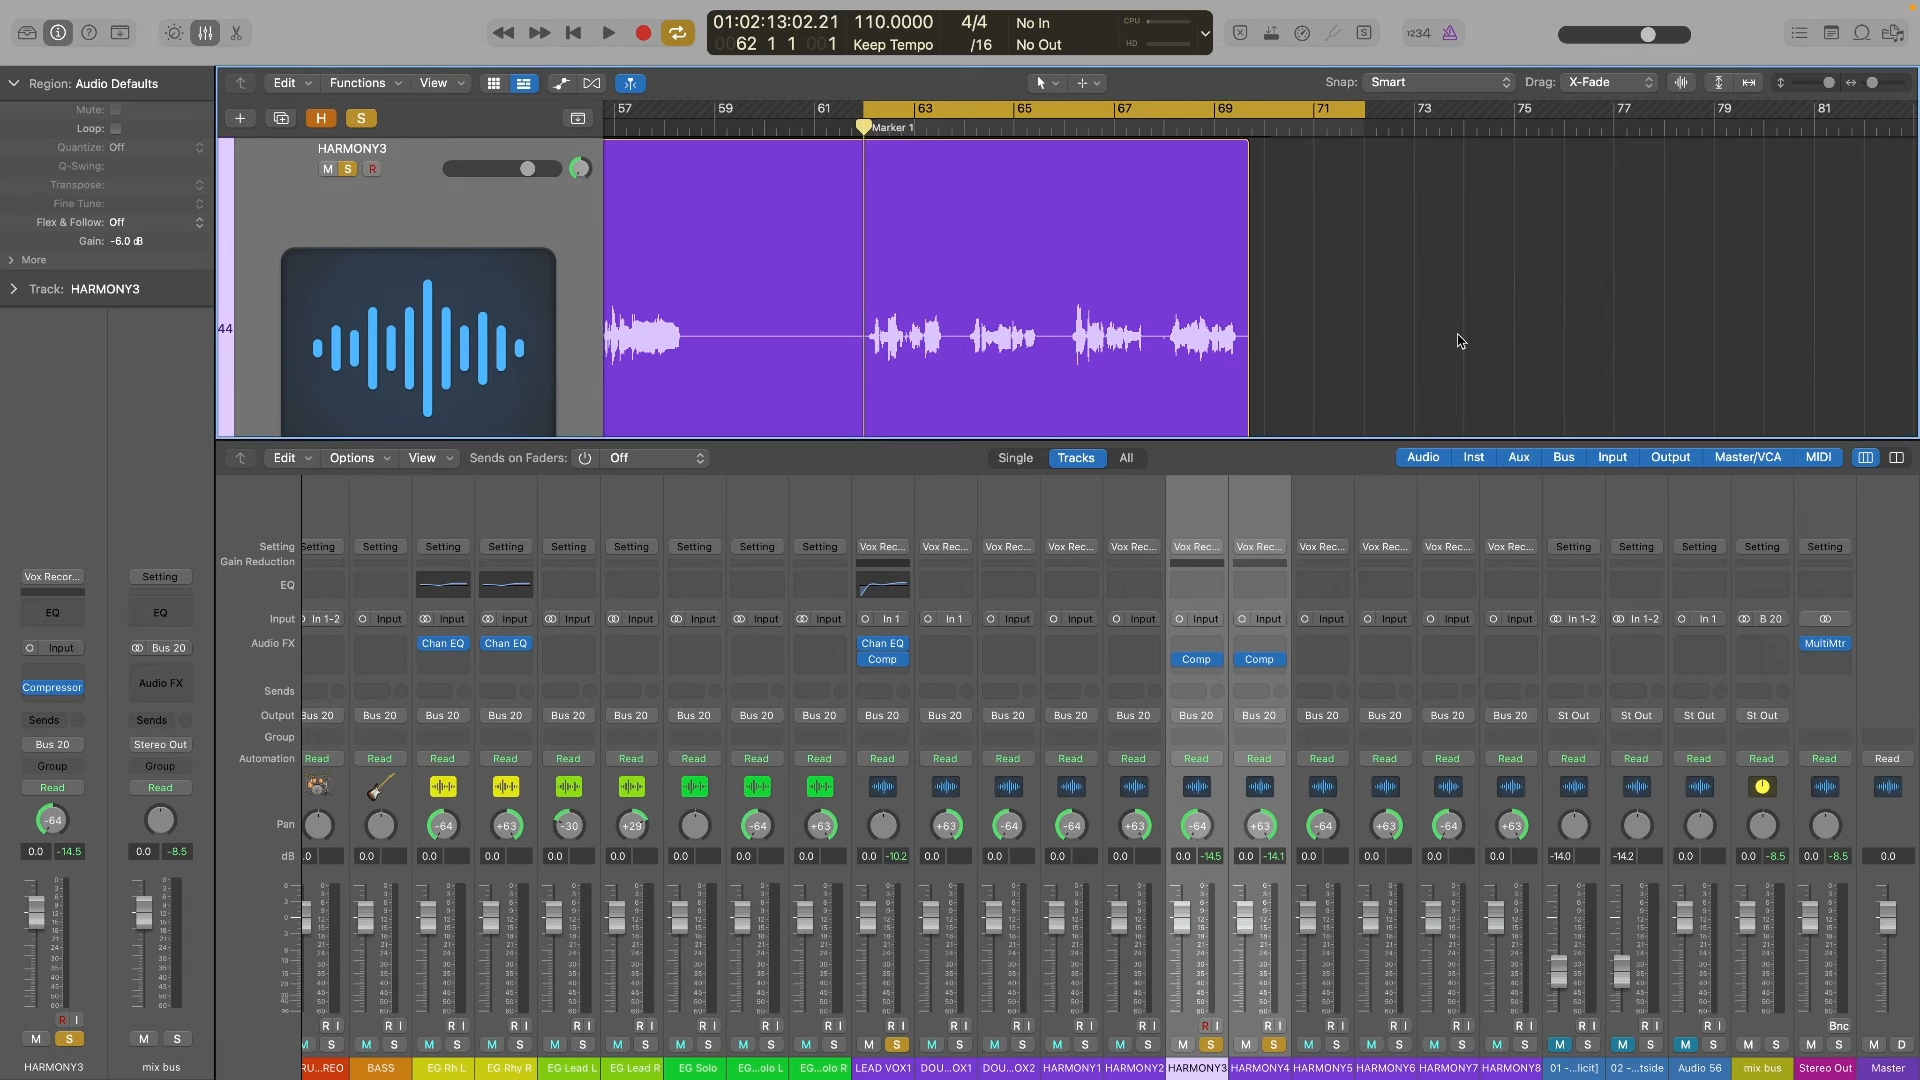 01:02:13:02.21 110.0000 4/4 No In CPU
0062 1 1 001 Keep Tempo /16 No Out HD
1234
Region: Audio Defaults
Mute:
Loop:
Quantize: Off
Q-Swing:
Transpose:
Fine Tune:
Flex & Follow: Off
Gain: -6.0 dB
More
Track: HARMONY3
Edit Functions View Snap: Smart Drag: X-Fade
H S
57 59 61 63 65 67 69 71 73 75 77 79 81
Marker 1
HARMONY3
M S R
44
Edit Options View Sends on Faders: Off Single Tracks All Audio Inst Aux Bus Input Output Master/VCA MIDI
Setting Setting Setting Setting Setting Setting Setting Setting Setting Setting Vox Rec... Vox Rec... Vox Rec... Vox Rec... Vox Rec... Vox Rec... Vox Rec... Vox Rec... Vox Rec... Vox Rec... Vox Rec... Setting Setting Setting Setting Setting
Gain Reduction
EQ
Input In 1-2 Input Input Input Input Input Input Input Input In 1 In 1 Input Input Input Input Input Input Input Input Input In 1-2 In 1-2 In 1 B 20
Audio FX Chan EQ Chan EQ Chan EQ MultiMtr
Comp Comp Comp
Sends
Output Bus 20 Bus 20 Bus 20 Bus 20 Bus 20 Bus 20 Bus 20 Bus 20 Bus 20 Bus 20 Bus 20 Bus 20 Bus 20 Bus 20 Bus 20 Bus 20 Bus 20 Bus 20 Bus 20 Bus 20 St Out St Out St Out St Out
Group
Automation Read Read Read Read Read Read Read Read Read Read Read Read Read Read Read Read Read Read Read Read Read Read Read Read Read Read
Pan -64 +63 -30 +29 -64 +63 +63 -64 -64 +63 -64 +63 -64 +63 -64 +63
dB .0 0.0 0.0 0.0 0.0 0.0 0.0 0.0 0.0 0.0 -10.2 0.0 0.0 0.0 0.0 0.0 -14.5 0.0 -14.1 0.0 0.0 0.0 0.0 -14.0 -14.2 0.0 0.0 -8.5 0.0 -8.5 0.0
Bnc
RU...REO BASS EG Rh L EG Rhy R EG Lead L EG Lead R EG Solo EG...olo L EG...olo R LEAD VOX1 DOU...OX1 DOU...OX2 HARMONY1 HARMONY2 HARMONY3 HARMONY4 HARMONY5 HARMONY6 HARMONY7 HARMONY8 01 -...licit] 02 -...tside Audio 56 mix bus Stereo Out Master
Vox Recor... Setting
EQ EQ
Input Bus 20
Compressor Audio FX
Sends Sends
Bus 20 Stereo Out
Group Group
Read Read
-64
0.0 -14.5 0.0 -8.5
R I
M S M S
HARMONY3 mix bus